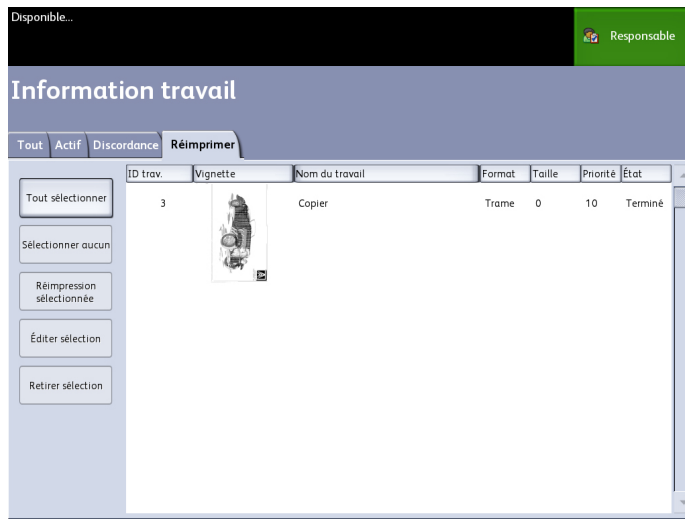 Disponible...
Responsable
Information travail
Tout Actif Discordance Réimprimer
ID trav. Vignette Nom du travail Format Taille Priorité État
3 Copier Trame 0 10 Terminé
Tout sélectionner
Sélectionner aucun
Réimpression
sélectionnée
Éditer sélection
Retirer sélection